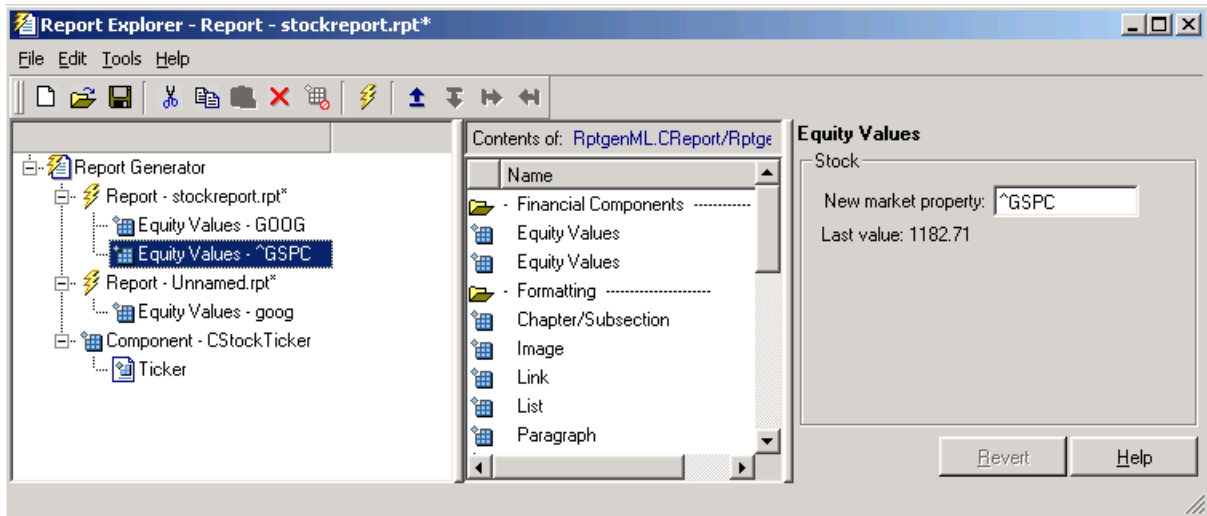 Report Explorer - Report - stockreport.rpt*
File Edit Tools Help
Report Generator
Report - stockreport.rpt*
Equity Values - GOOG
Equity Values - ^GSPC
Report - Unnamed.rpt*
Equity Values - goog
Component - CStockTicker
Ticker
Contents of: RptgenML.CReport/Rptge
Name
- Financial Components -----------
Equity Values
Equity Values
- Formatting --------------------
Chapter/Subsection
Image
Link
List
Paragraph
Equity Values
Stock
New market property: ^GSPC
Last value: 1182.71
Revert Help